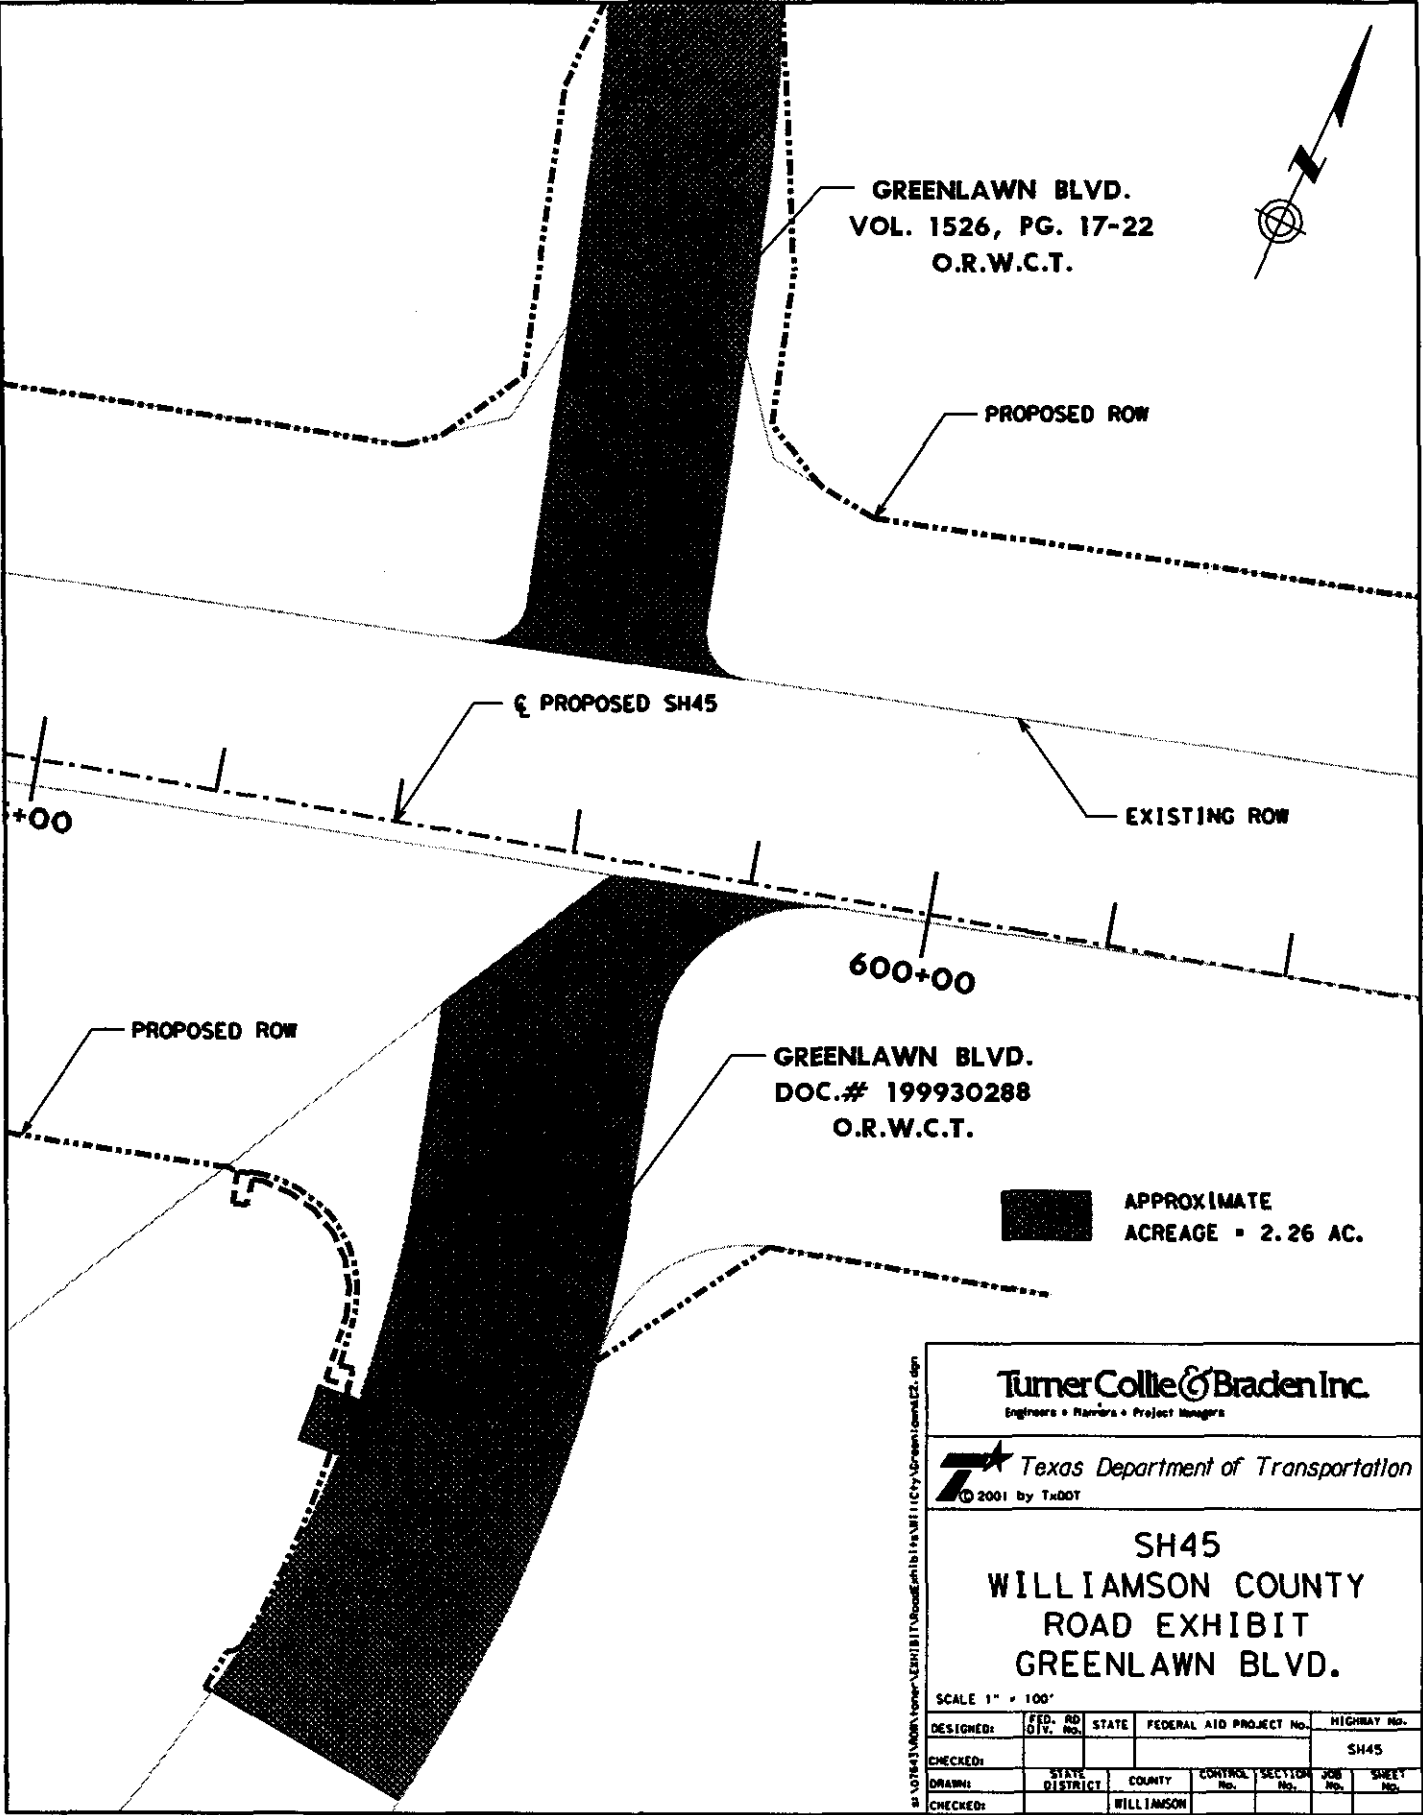 GREENLAWN BLVD.
VOL. 1526, PG. 17-22
O.R.W.C.T.
N
PROPOSED ROW
℄ PROPOSED SH45
EXISTING ROW
+00
600+00
PROPOSED ROW
GREENLAWN BLVD.
DOC.# 199930288
O.R.W.C.T.
APPROXIMATE
ACREAGE = 2.26 AC.
Turner Collie & Braden Inc.
Engineers • Planners • Project Managers
Texas Department of Transportation
© 2001 by TxDOT
SH45
WILLIAMSON COUNTY
ROAD EXHIBIT
GREENLAWN BLVD.
SCALE 1" = 100'
DESIGNED: FED. RD DIV. No. STATE FEDERAL AID PROJECT No. HIGHWAY No.
CHECKED: SH45
DRAWN: STATE DISTRICT COUNTY CONTROL No. SECTION No. JOB No. SHEET No.
CHECKED: WILLIAMSON